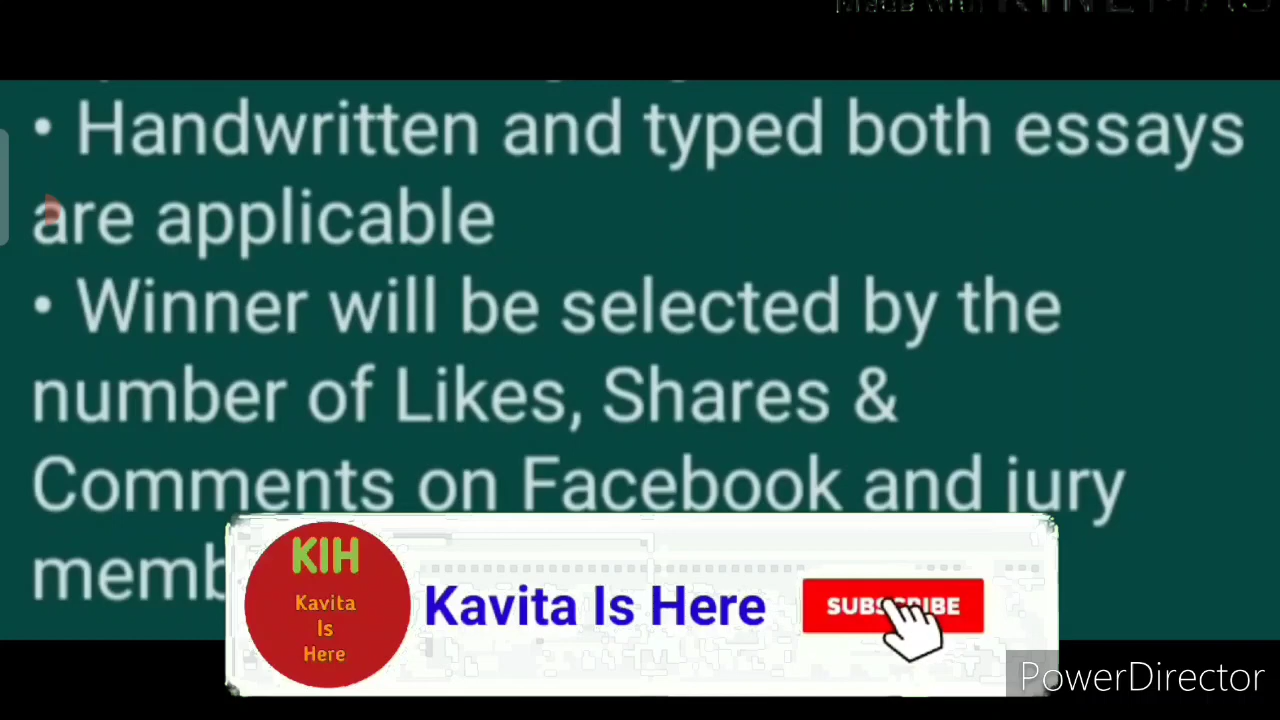 • Handwritten and typed both essays
are applicable
• Winner will be selected by the
number of Likes, Shares &
Comments on Facebook and jury
KIH
Kavita
Is
Here
Kavita Is Here
SUBSCRIBE
PowerDirector